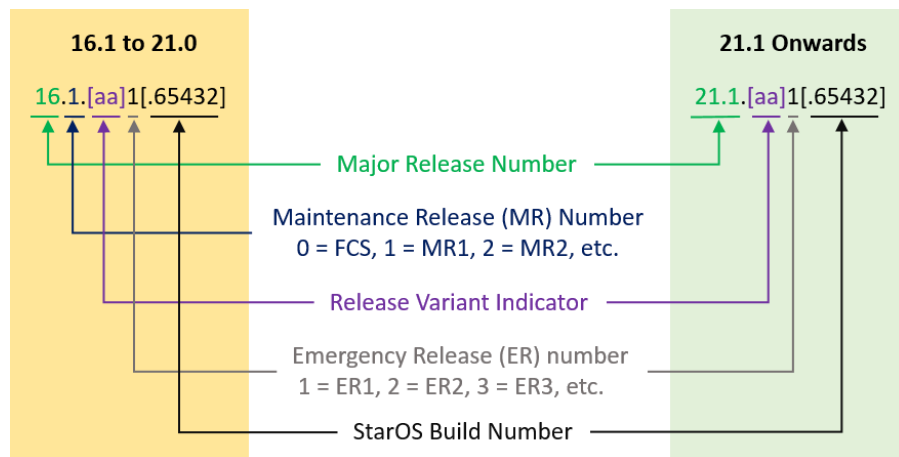 16.1 to 21.0
21.1 Onwards
16.1.[aa]1[.65432]
21.1.[aa]1[.65432]
Major Release Number
Maintenance Release (MR) Number
0 = FCS, 1 = MR1, 2 = MR2, etc.
Release Variant Indicator
Emergency Release (ER) number
1 = ER1, 2 = ER2, 3 = ER3, etc.
StarOS Build Number